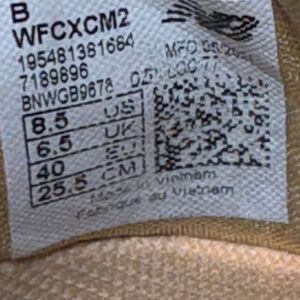 B
WFCXCM2
195481381684
7189896
BNWGB9678
8.5 US
6.5 UK
40 EU
25.5 CM
Made in Vietnam
Fabriqué au Vietnam